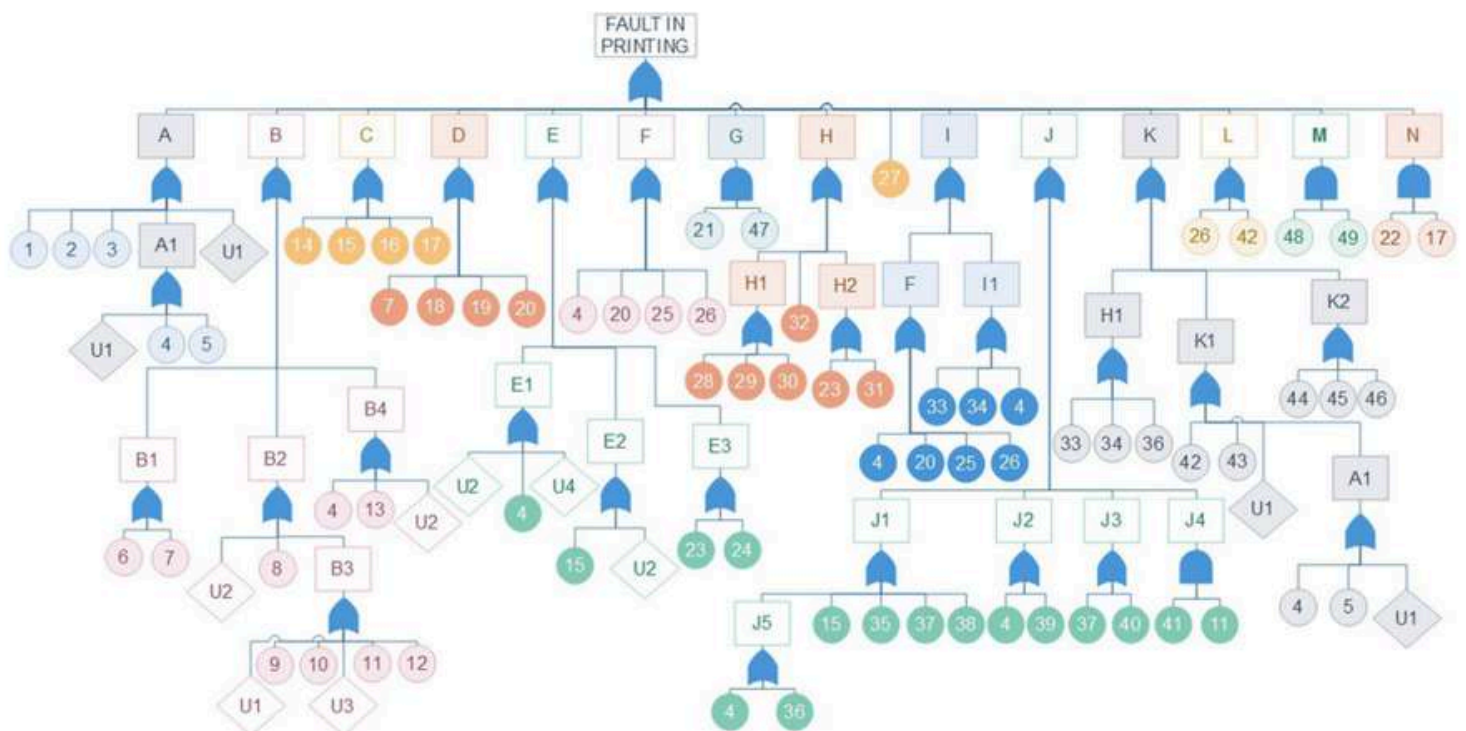 FAULT IN
PRINTING
A
B
C
D
E
F
G
H
27
I
J
K
L
M
N
1
2
3
A1
U1
14
15
16
17
21
47
26
42
48
49
22
17
U1
4
5
7
18
19
20
4
20
25
26
H1
32
H2
F
I1
H1
K1
K2
28
29
30
23
31
33
34
4
44
45
46
B1
B2
B4
E1
E2
E3
4
20
25
26
33
34
36
42
43
U1
A1
6
7
U2
8
B3
4
13
U2
U2
4
U4
15
U2
23
24
J1
J2
J3
J4
4
5
U1
J5
15
35
37
38
4
39
37
40
41
11
9
10
11
12
U1
U3
4
36